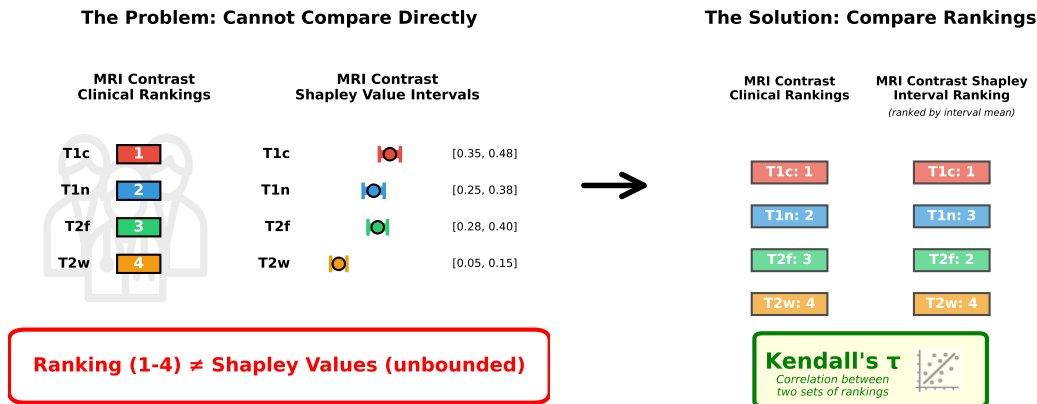 The Problem: Cannot Compare Directly
MRI Contrast
Clinical Rankings
MRI Contrast
Shapley Value Intervals
T1c 1
T1n 2
T2f 3
T2w 4
T1c [0.35, 0.48]
T1n [0.25, 0.38]
T2f [0.28, 0.40]
T2w [0.05, 0.15]
Ranking (1-4) ≠ Shapley Values (unbounded)
The Solution: Compare Rankings
MRI Contrast
Clinical Rankings
MRI Contrast Shapley
Interval Ranking
(ranked by interval mean)
T1c: 1 T1c: 1
T1n: 2 T1n: 3
T2f: 3 T2f: 2
T2w: 4 T2w: 4
Kendall's τ
Correlation between
two sets of rankings